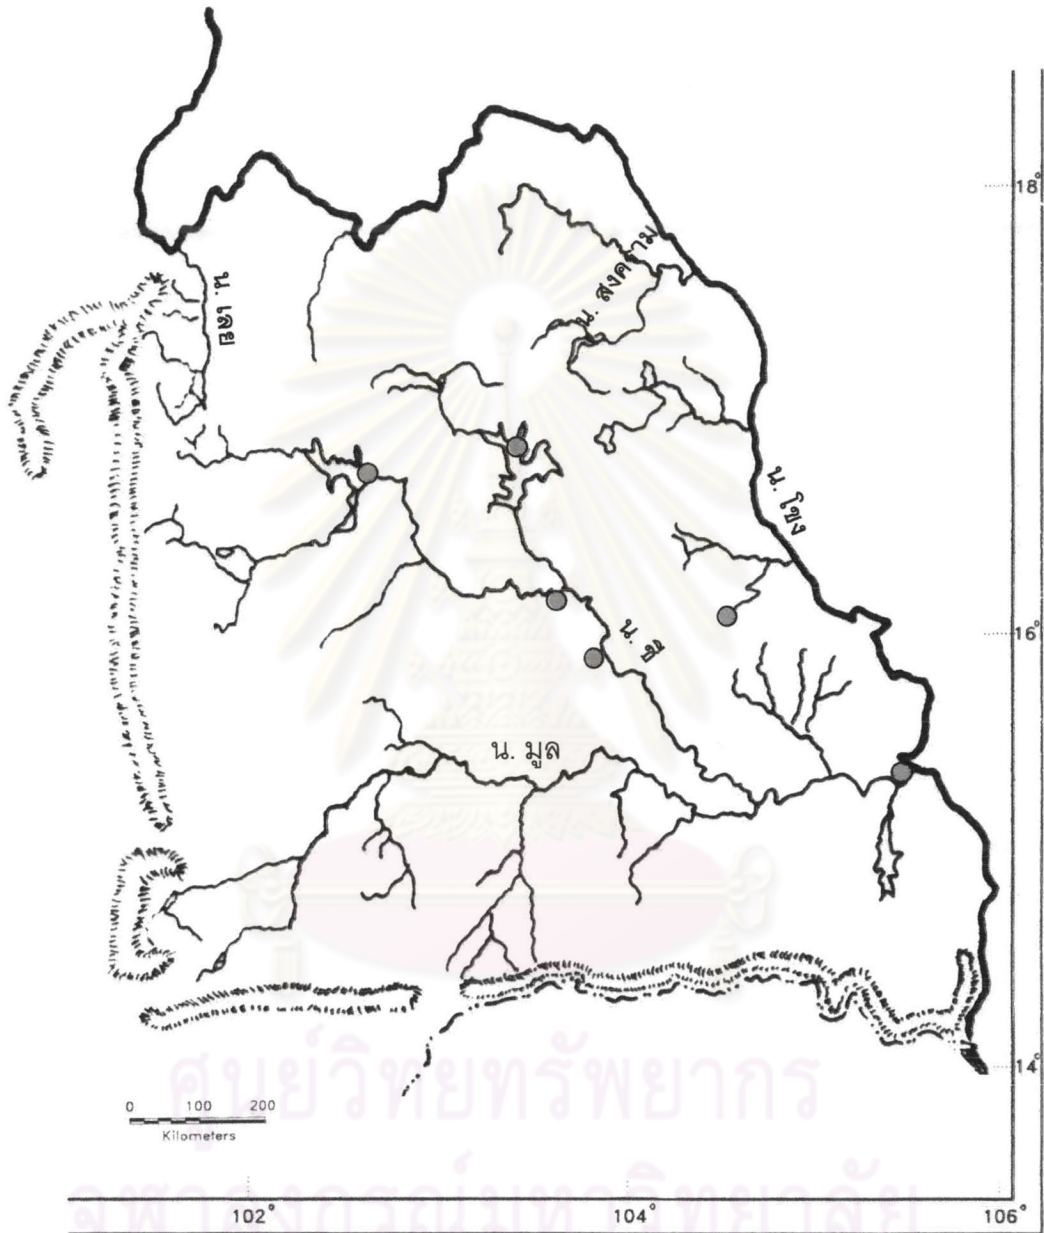 18°
น. สงคราม
น. เลย
น. โขง
16°
น. ชี
น. มูล
14°
0 100 200
Kilometers
102° 104° 106°
ศูนย์วิทยทรัพยากร
จุฬาลงกรณ์มหาวิทยาลัย